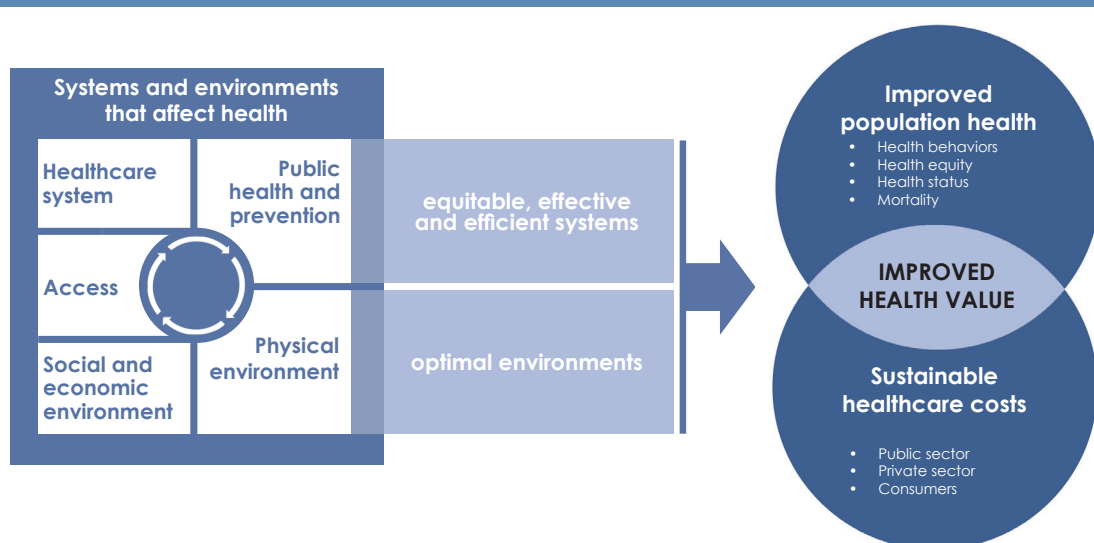 Systems and environments
that affect health
Healthcare
system
Public
health and
prevention
Access
Social and
economic
environment
Physical
environment
equitable, effective
and efficient systems
optimal environments
Improved
population health
• Health behaviors
• Health equity
• Health status
• Mortality
IMPROVED
HEALTH VALUE
Sustainable
healthcare costs
• Public sector
• Private sector
• Consumers